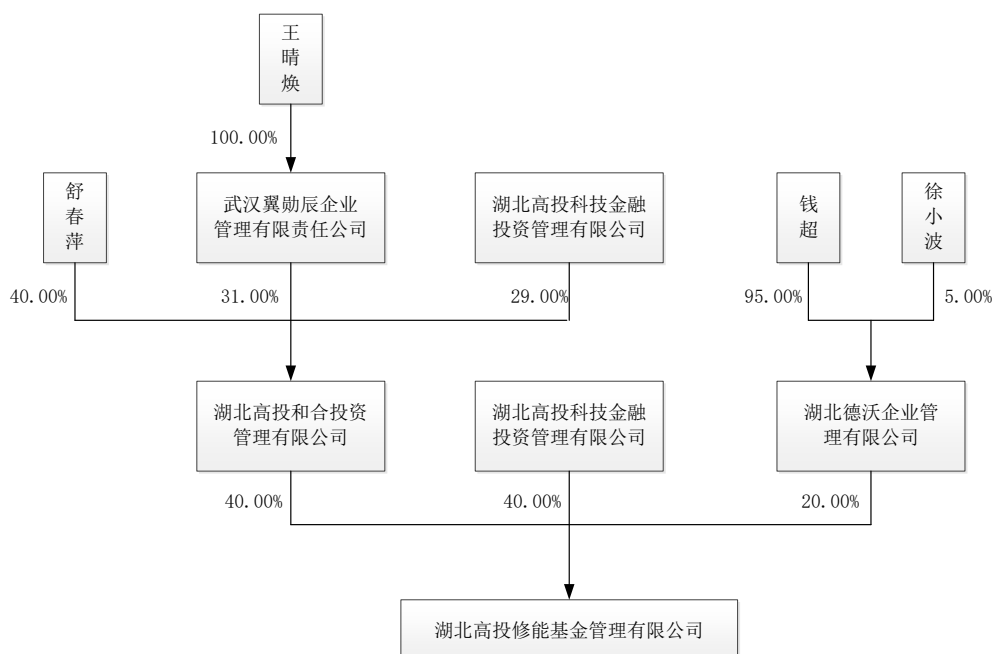 王
晴
焕
100.00%
舒
春
萍
武汉翼勋辰企业
管理有限责任公司
湖北高投科技金融
投资管理有限公司
钱
超
徐
小
波
40.00%
31.00%
29.00%
95.00%
5.00%
湖北高投和合投资
管理有限公司
湖北高投科技金融
投资管理有限公司
湖北德沃企业管
理有限公司
40.00%
40.00%
20.00%
湖北高投修能基金管理有限公司